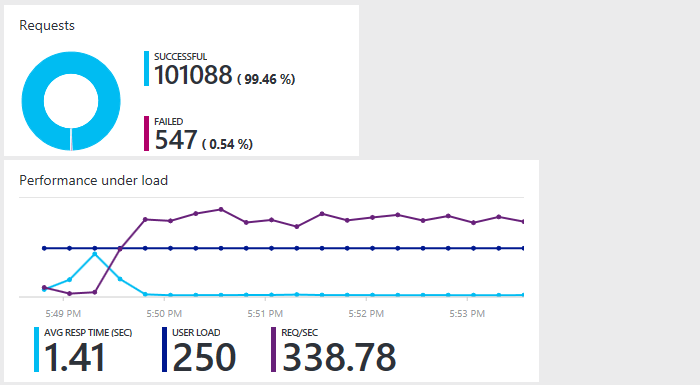 Requests
SUCCESSFUL
101088 ( 99.46 %)
FAILED
547 ( 0.54 %)
Performance under load
5:49 PM 5:50 PM 5:51 PM 5:52 PM 5:53 PM
AVG RESP TIME (SEC) USER LOAD REQ/SEC
1.41 250 338.78